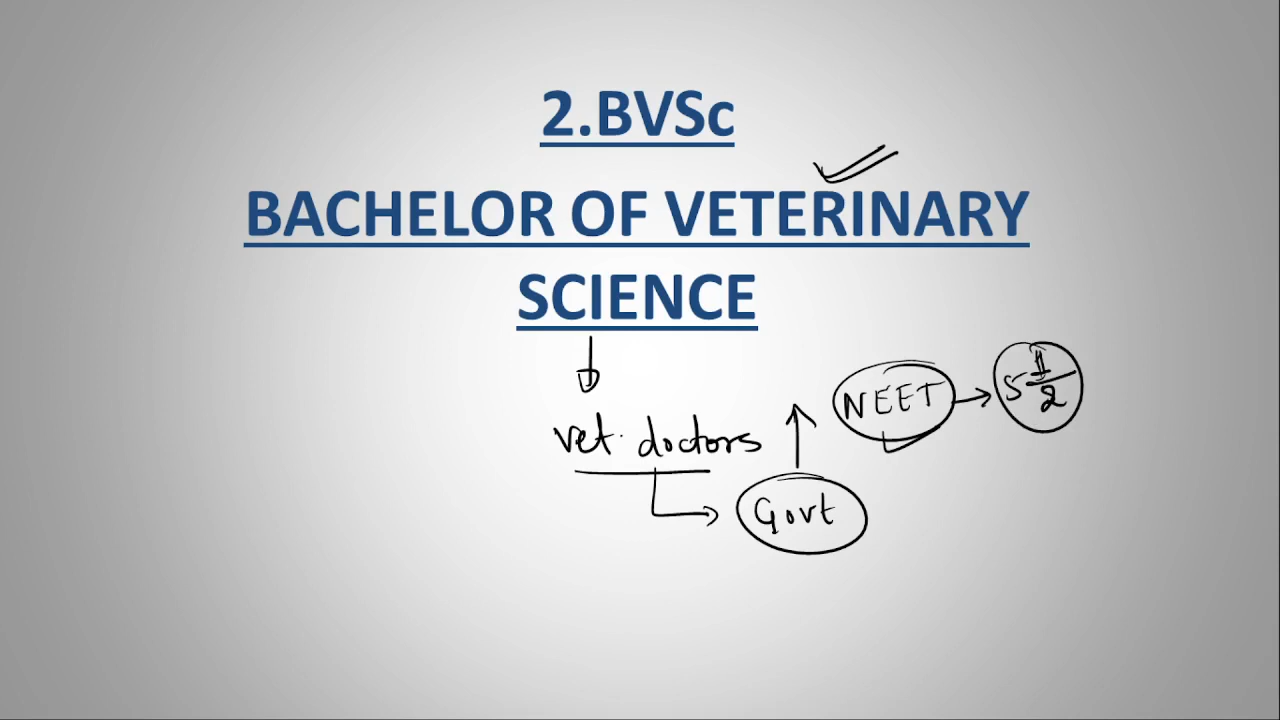 2.BVSc
BACHELOR OF VETERINARY
SCIENCE
vet. doctors
NEET
5 1/2
Govt